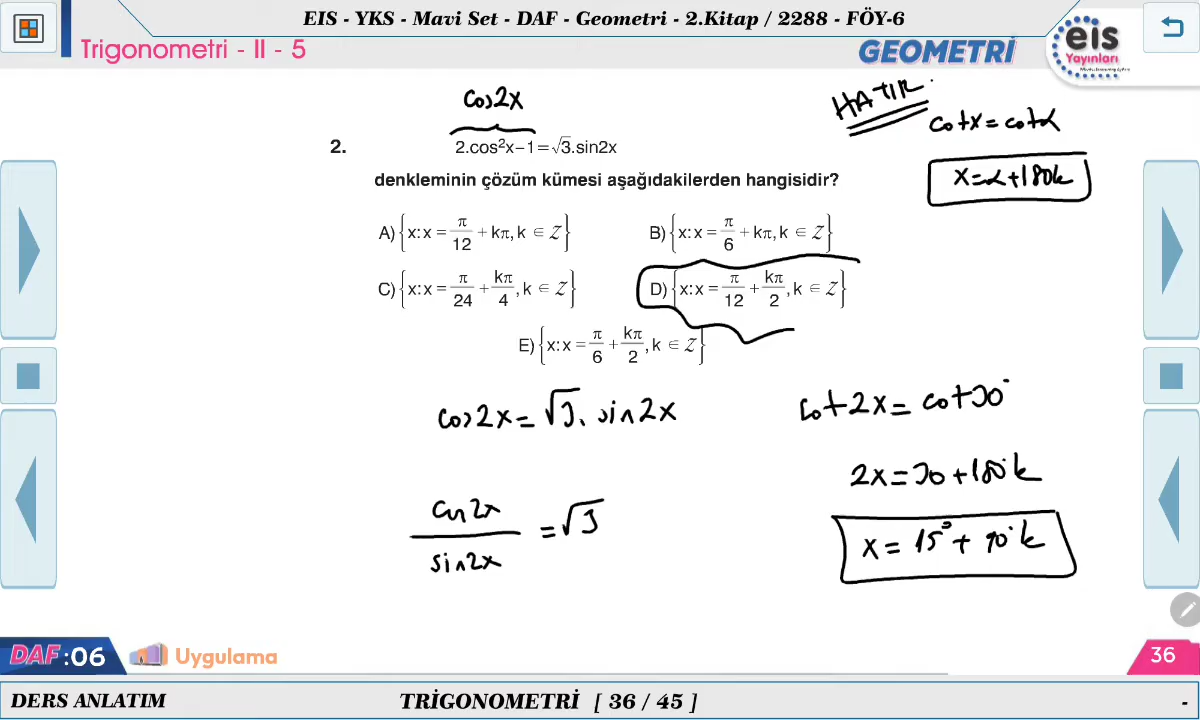 EIS - YKS - Mavi Set - DAF - Geometri - 2.Kitap / 2288 - FÖY-6
Trigonometri - II - 5
GEOMETRİ
eis
Yayınları
cos2x
HATIR
cotx = cotα
x = α + 180k
2. 2.cos²x−1=√3.sin2x
denkleminin çözüm kümesi aşağıdakilerden hangisidir?
A) {x:x = π/12 + kπ, k ∈ Z}
B) {x:x = π/6 + kπ, k ∈ Z}
C) {x:x = π/24 + kπ/4, k ∈ Z}
D) {x:x = π/12 + kπ/2, k ∈ Z}
E) {x:x = π/6 + kπ/2, k ∈ Z}
cos2x = √3. sin2x
cot2x = cot30°
2x = 30 + 180°k
cos2x/sin2x = √3
x = 15° + 90°k
DAF:06
Uygulama
36
DERS ANLATIM
TRİGONOMETRİ [ 36 / 45 ]
-